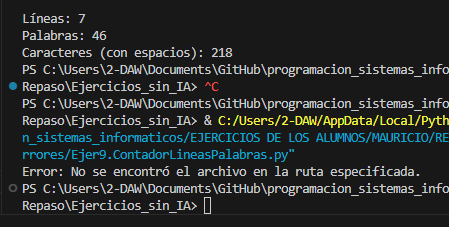 Líneas: 7
Palabras: 46
Caracteres (con espacios): 218
PS C:\Users\2-DAW\Documents\GitHub\programacion_sistemas_info
Repaso\Ejercicios_sin_IA> ^C
PS C:\Users\2-DAW\Documents\GitHub\programacion_sistemas_info
Repaso\Ejercicios_sin_IA> & C:/Users/2-DAW/AppData/Local/Pyth
n_sistemas_informaticos/EJERCICIOS DE LOS ALUMNOS/MAURICIO/RE
rrores/Ejer9.ContadorLineasPalabras.py"
Error: No se encontró el archivo en la ruta especificada.
PS C:\Users\2-DAW\Documents\GitHub\programacion_sistemas_info
Repaso\Ejercicios_sin_IA>